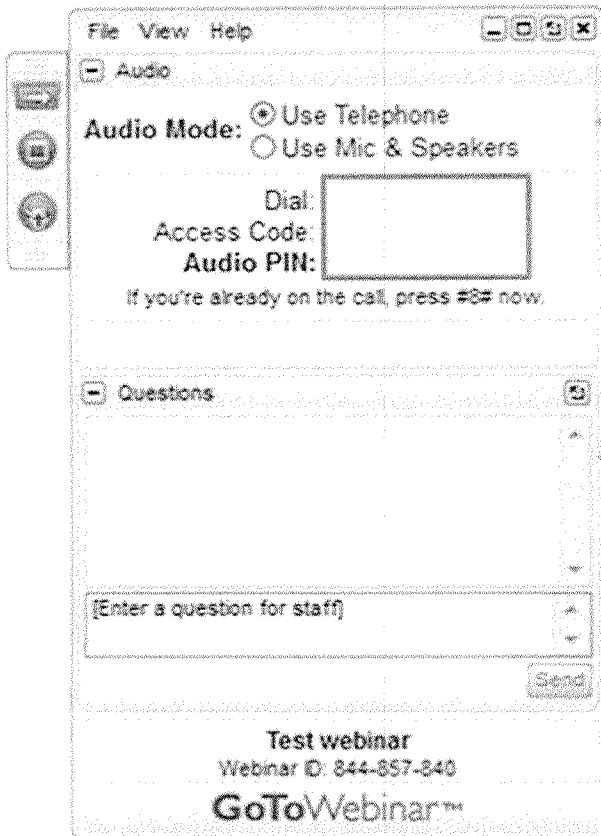 File View Help
Audio
Audio Mode:
Use Telephone
Use Mic & Speakers
Dial:
Access Code:
Audio PIN:
If you're already on the call, press #8# now.
Questions
[Enter a question for staff]
Send
Test webinar
Webinar ID: 844-857-840
GoToWebinar™